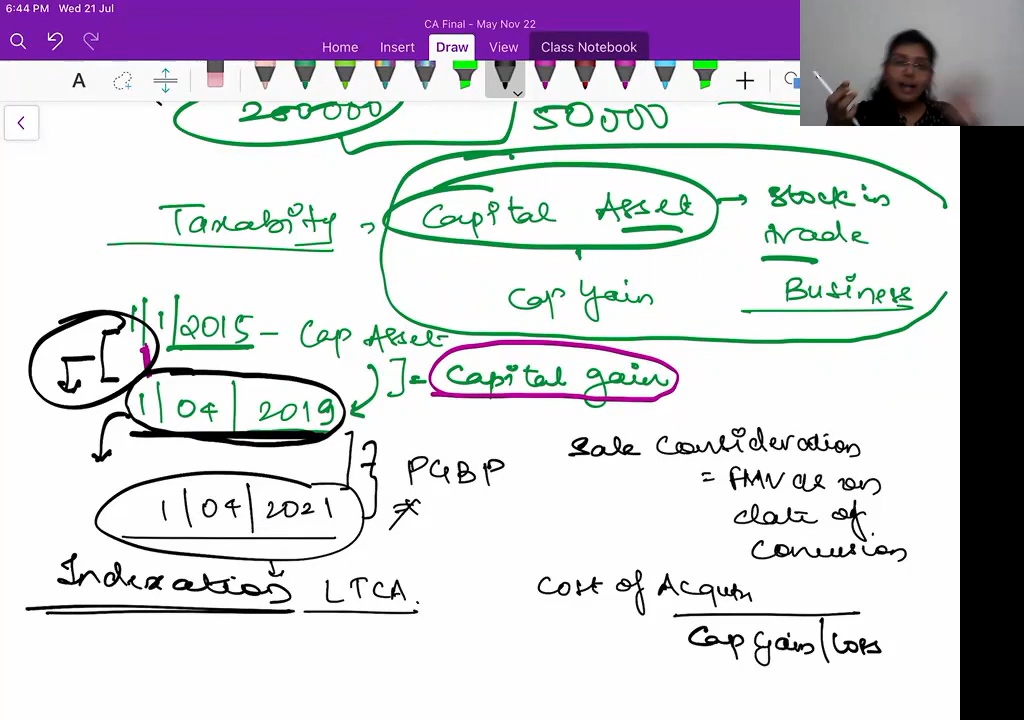 6:44 PM Wed 21 Jul
CA Final - May Nov 22
Home Insert Draw View Class Notebook
A
200000 50000
Taxability Capital Asset → Stock in
trade
Cap Gain Business
1/1/2015 - Cap Asset
= Capital gain
1/04/2019
Sale Consideration
PGBP = FMV as on
1/04/2021 date of
Conversion
Indexation LTCA. Cost of Acqun
Cap Gain/Loss